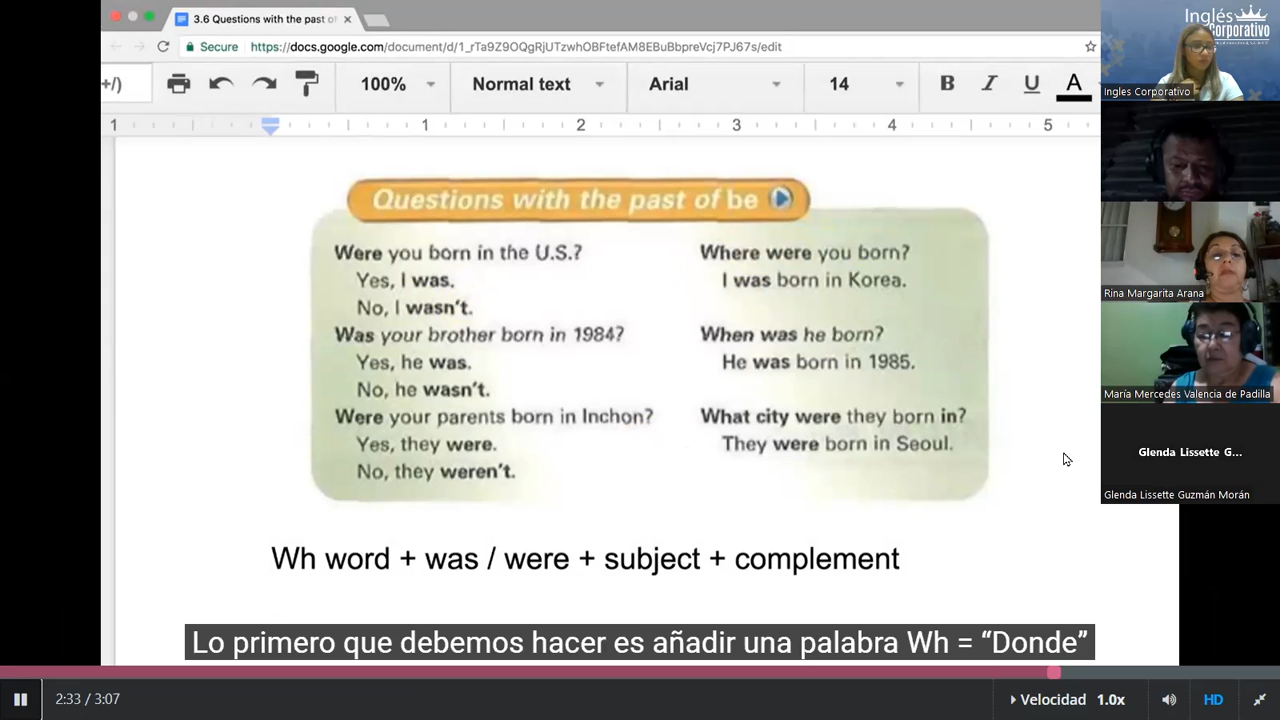 3.6 Questions with the past o
Secure
https://docs.google.com/document/d/1_rTa9Z9OQgRjUTzwhOBFtefAM8EBuBbpreVcj7PJ67s/edit
+/)
100%
Normal text
Arial
14
B I U A
1 1 2 3 4 5
Questions with the past of be
Were you born in the U.S.?
Yes, I was.
No, I wasn't.
Was your brother born in 1984?
Yes, he was.
No, he wasn't.
Were your parents born in Inchon?
Yes, they were.
No, they weren't.
Where were you born?
I was born in Korea.
When was he born?
He was born in 1985.
What city were they born in?
They were born in Seoul.
Wh word + was / were + subject + complement
Lo primero que debemos hacer es añadir una palabra Wh = “Donde”
2:33 / 3:07
Velocidad 1.0x
HD
Inglés
Corporativo
Ingles Corporativo
Rina Margarita Arana
María Mercedes Valencia de Padilla
Glenda Lissette G...
Glenda Lissette Guzmán Morán